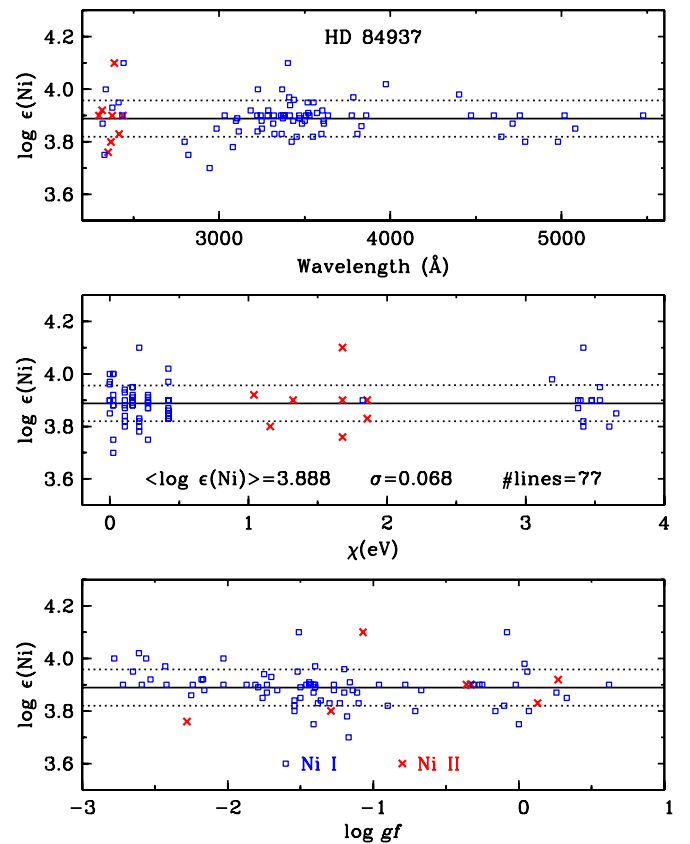 HD 84937
log ϵ(Ni)
4.2
4.0
3.8
3.6
3000 4000 5000
Wavelength (Å)
log ϵ(Ni)
4.2
4.0
3.8
3.6
<log ϵ(Ni)>=3.888 σ=0.068 #lines=77
0 1 2 3 4
χ(eV)
log ϵ(Ni)
4.2
4.0
3.8
3.6
Ni I Ni II
−3 −2 −1 0 1
log gf